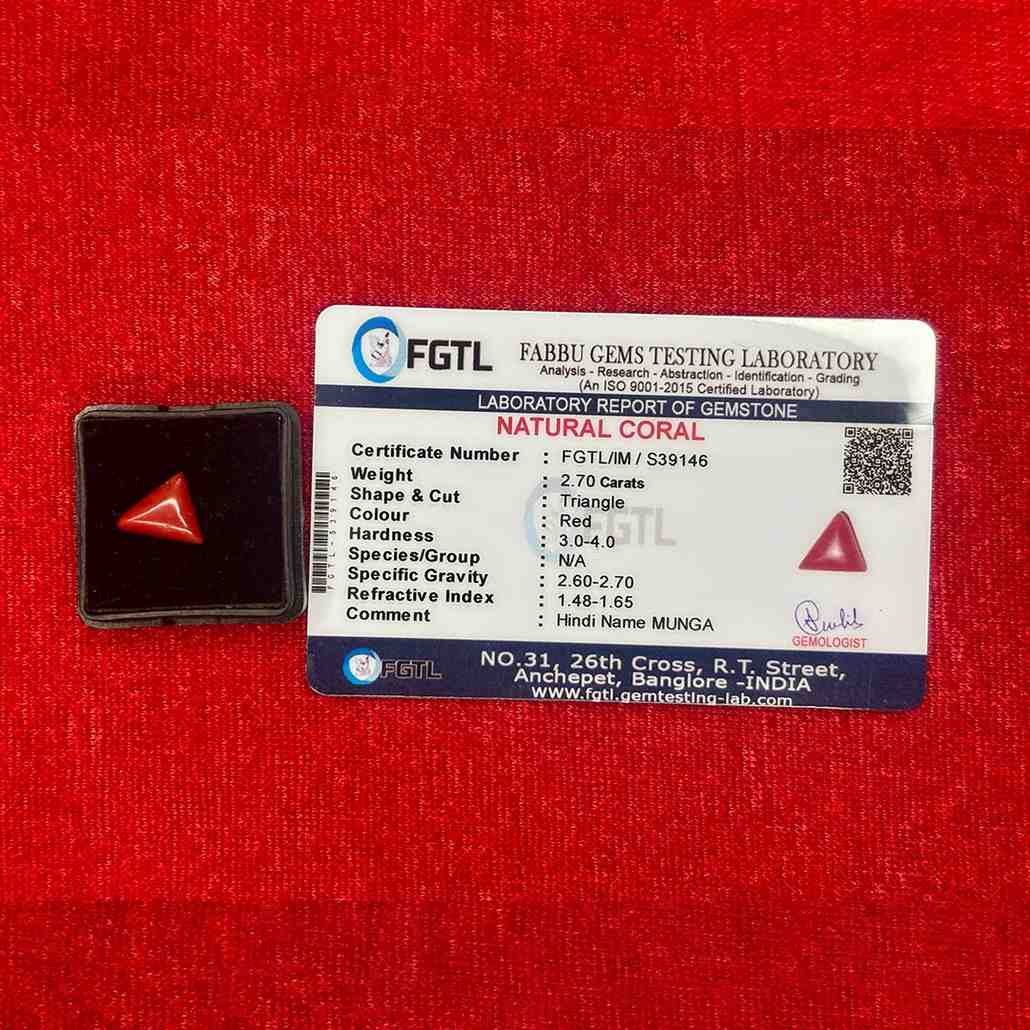 FGTL
FABBU GEMS TESTING LABORATORY
Analysis - Research - Abstraction - Identification - Grading
(An ISO 9001-2015 Certified Laboratory)
LABORATORY REPORT OF GEMSTONE
NATURAL CORAL
Certificate Number : FGTL/IM / S39146
Weight : 2.70 Carats
Shape & Cut : Triangle
Colour : Red
Hardness : 3.0-4.0
Species/Group : N/A
Specific Gravity : 2.60-2.70
Refractive Index : 1.48-1.65
Comment : Hindi Name MUNGA
FGTL-S39146
FGTL
GEMOLOGIST
FGTL
NO.31, 26th Cross, R.T. Street,
Anchepet, Banglore -INDIA
www.fgtl.gemtesting-lab.com